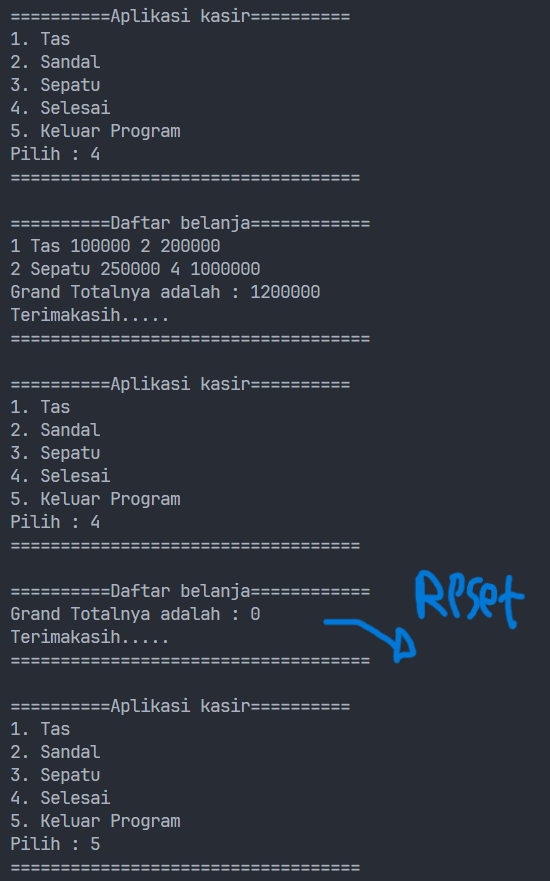 ==========Aplikasi kasir==========
1. Tas
2. Sandal
3. Sepatu
4. Selesai
5. Keluar Program
Pilih : 4
===================================
==========Daftar belanja============
1 Tas 100000 2 200000
2 Sepatu 250000 4 1000000
Grand Totalnya adalah : 1200000
Terimakasih.....
====================================
==========Aplikasi kasir==========
1. Tas
2. Sandal
3. Sepatu
4. Selesai
5. Keluar Program
Pilih : 4
===================================
==========Daftar belanja============
Reset
Grand Totalnya adalah : 0
Terimakasih.....
====================================
==========Aplikasi kasir==========
1. Tas
2. Sandal
3. Sepatu
4. Selesai
5. Keluar Program
Pilih : 5
===================================